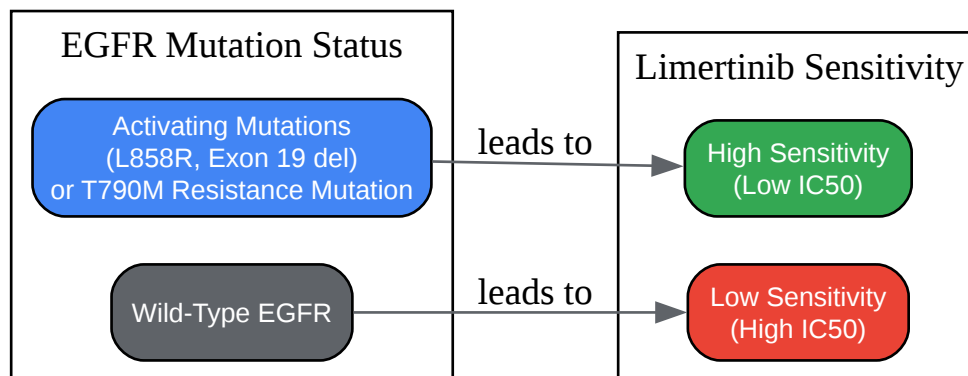 EGFR Mutation Status
Activating Mutations
(L858R, Exon 19 del)
or T790M Resistance Mutation
Wild-Type EGFR
leads to
leads to
Limertinib Sensitivity
High Sensitivity
(Low IC50)
Low Sensitivity
(High IC50)